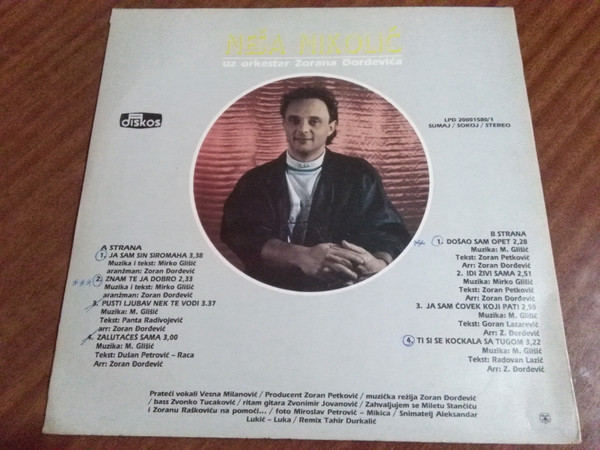 NEŠA NIKOLIĆ
uz orkestar Zorana Đorđevića
diskos
LPD 20001580/1
SUMAJ / SOKOJ / STEREO
A STRANA
1. JA SAM SIN SIROMAHA 3,38
Muzika i tekst: Mirko Glišić
aranžman: Zoran Đorđević
2. ZNAM TE JA DOBRO 2,33
Muzika i tekst: Mirko Glišić
aranžman: Zoran Đorđević
3. PUSTI LJUBAV NEK TE VODI 3.37
Muzika: M. Glišić
Tekst: Panta Radivojević
arr: Zoran Đorđević
4. ZALUTAĆEŠ SAMA 3,00
Muzika: M. Glišić
Tekst: Dušan Petrović - Raca
Arr: Zoran Đorđević
B STRANA
1. DOŠAO SAM OPET 2,28
Muzika: M. Glišić
Tekst: Zoran Petković
Arr: Zoran Đorđević
2. IDI ŽIVI SAMA 2,51
Muzika: Mirko Glišić
Tekst: Zoran Petković
Arr: Zoran Đorđević
3. JA SAM ČOVEK KOJI PATI 2,50
Muzika: M. Glišić
Tekst: Goran Lazarević
Arr: Z. Đorđević
4. TI SI SE KOCKALA SA TUGOM 3,22
Muzika: M. Glišić
Tekst: Radovan Lazić
Arr: Z. Đorđević
Prateći vokali Vesna Milanović / Producent Zoran Petković / muzička režija Zoran Đorđević
/ bass Zvonko Tucaković / ritam gitara Zvonimir Jovanović / Zahvaljujem se Miletu Stančiću
i Zoranu Raškoviću na pomoći... / foto Miroslav Petrović - Mikica / Snimatelj Aleksandar
Lukić - Luka / Remix Tahir Durkalić